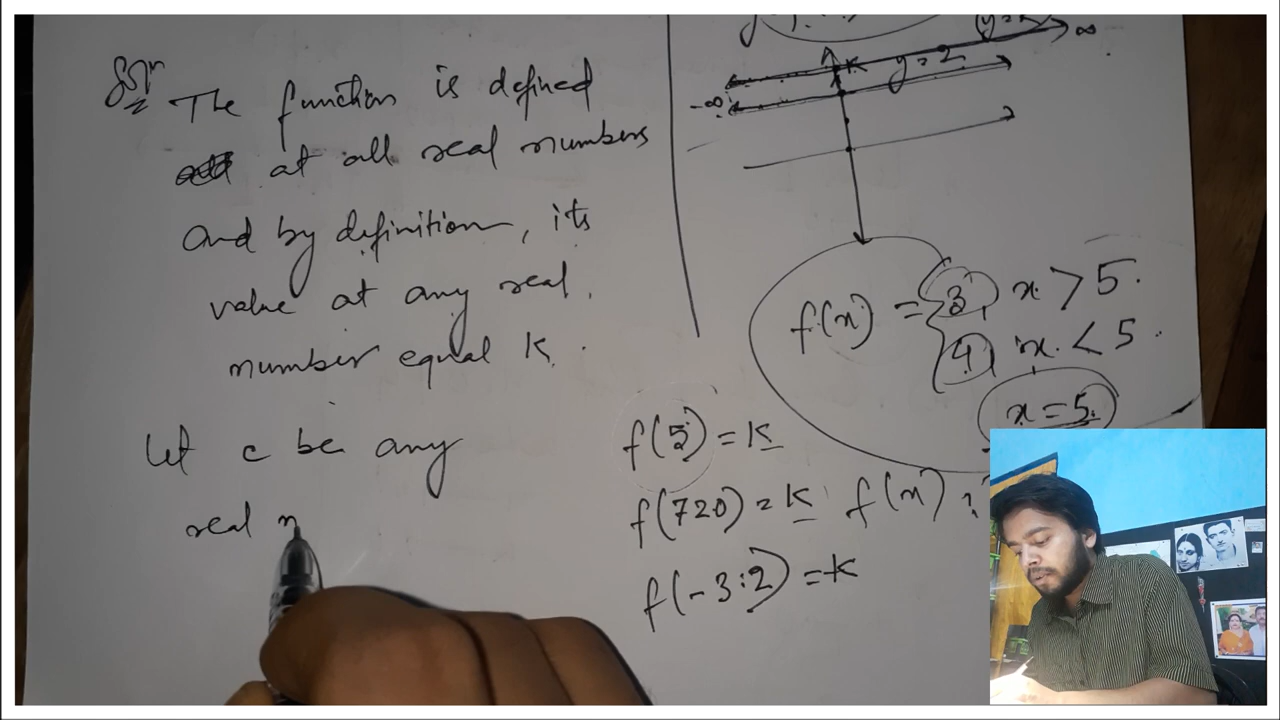 Solⁿ
The function is defined
at all real numbers
and by definition, its
value at any real
number equal K.
Let c be any
real n
∞
K
y = 2
-∞
f(x) = { 3, x > 5.
4, x < 5.
x = 5.
f(5) = K
f(720) = K f(x) =
f(-3.2) = K